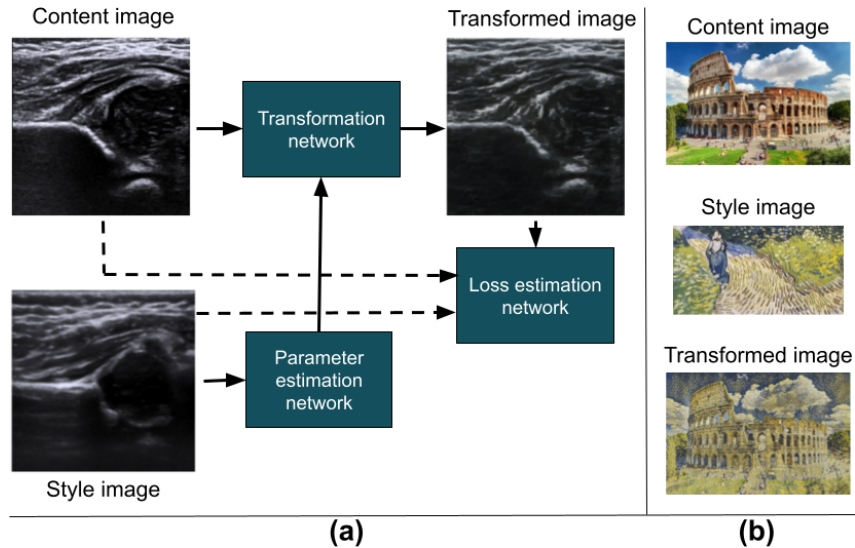 Content image
Transformed image
Transformation
network
Loss estimation
network
Parameter
estimation
network
Style image
(a)
Content image
Style image
Transformed image
(b)